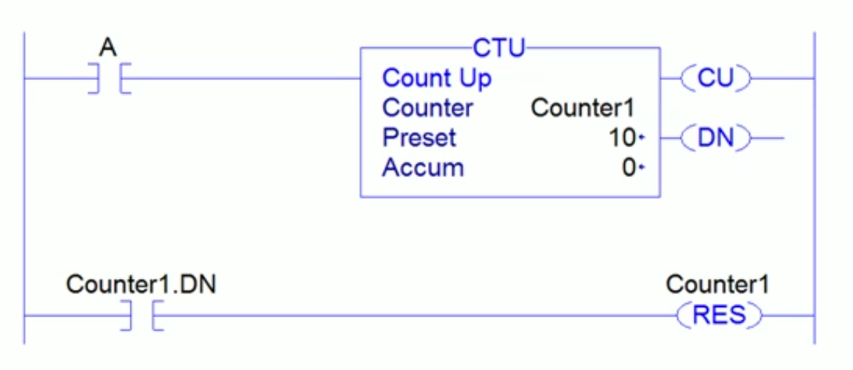 A
CTU
Count Up
CU
Counter Counter1
Preset 10
DN
Accum 0
Counter1.DN
Counter1
RES